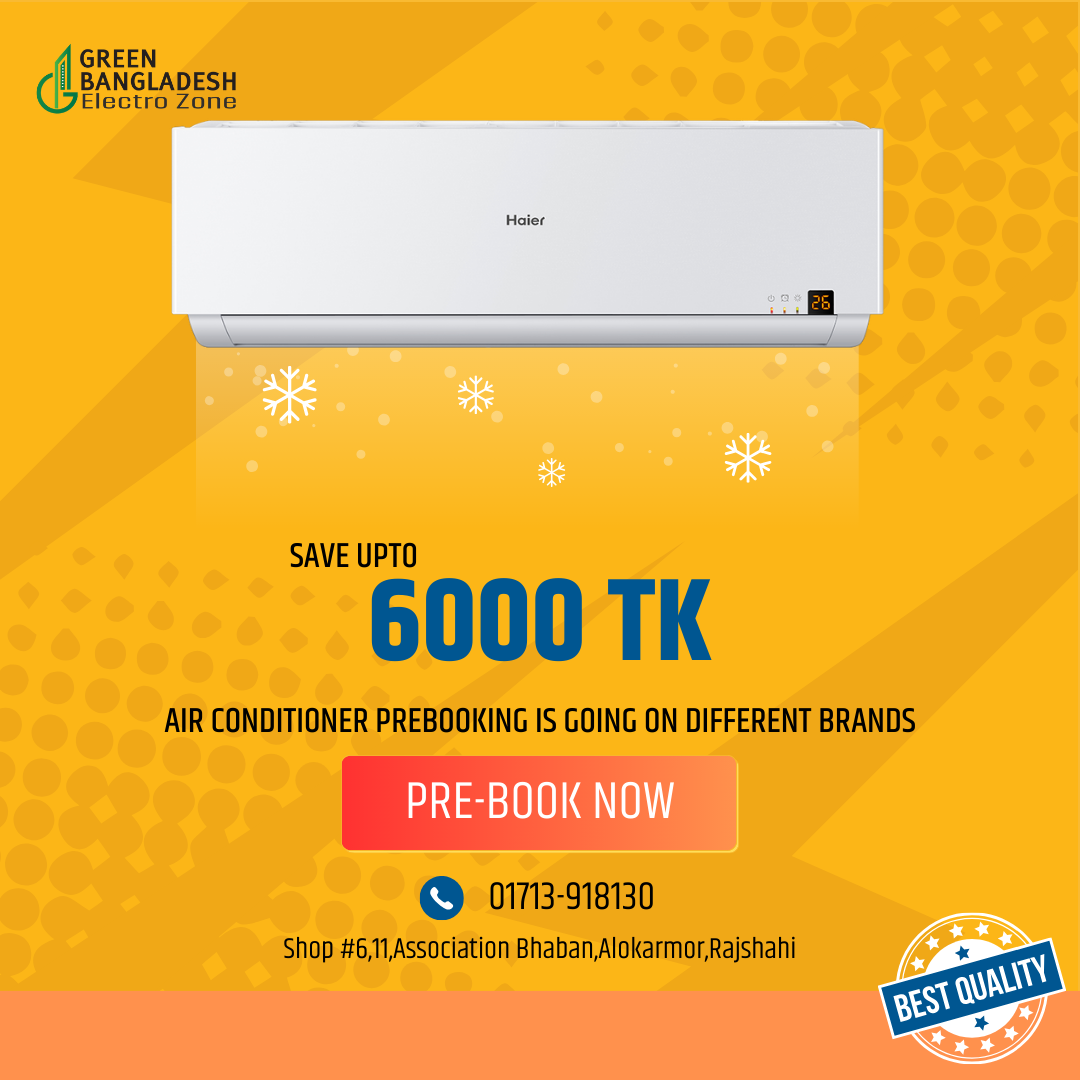 GREEN
BANGLADESH
Electro Zone
Haier
26
SAVE UPTO
6000 TK
AIR CONDITIONER PREBOOKING IS GOING ON DIFFERENT BRANDS
PRE-BOOK NOW
01713-918130
Shop #6,11,Association Bhaban,Alokarmor,Rajshahi
BEST QUALITY